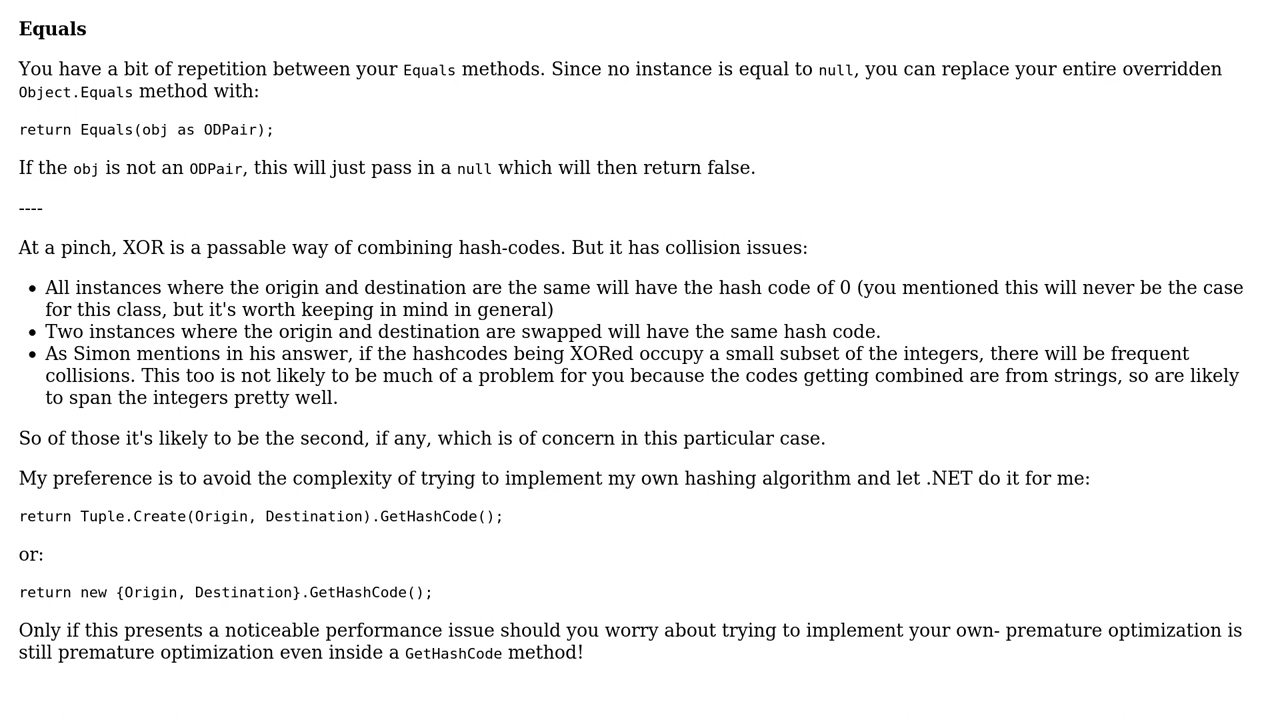 Equals
You have a bit of repetition between your Equals methods. Since no instance is equal to null, you can replace your entire overridden
Object.Equals method with:
return Equals(obj as ODPair);
If the obj is not an ODPair, this will just pass in a null which will then return false.
----
At a pinch, XOR is a passable way of combining hash-codes. But it has collision issues:
• All instances where the origin and destination are the same will have the hash code of 0 (you mentioned this will never be the case
for this class, but it's worth keeping in mind in general)
• Two instances where the origin and destination are swapped will have the same hash code.
• As Simon mentions in his answer, if the hashcodes being XORed occupy a small subset of the integers, there will be frequent
collisions. This too is not likely to be much of a problem for you because the codes getting combined are from strings, so are likely
to span the integers pretty well.
So of those it's likely to be the second, if any, which is of concern in this particular case.
My preference is to avoid the complexity of trying to implement my own hashing algorithm and let .NET do it for me:
return Tuple.Create(Origin, Destination).GetHashCode();
or:
return new {Origin, Destination}.GetHashCode();
Only if this presents a noticeable performance issue should you worry about trying to implement your own- premature optimization is
still premature optimization even inside a GetHashCode method!